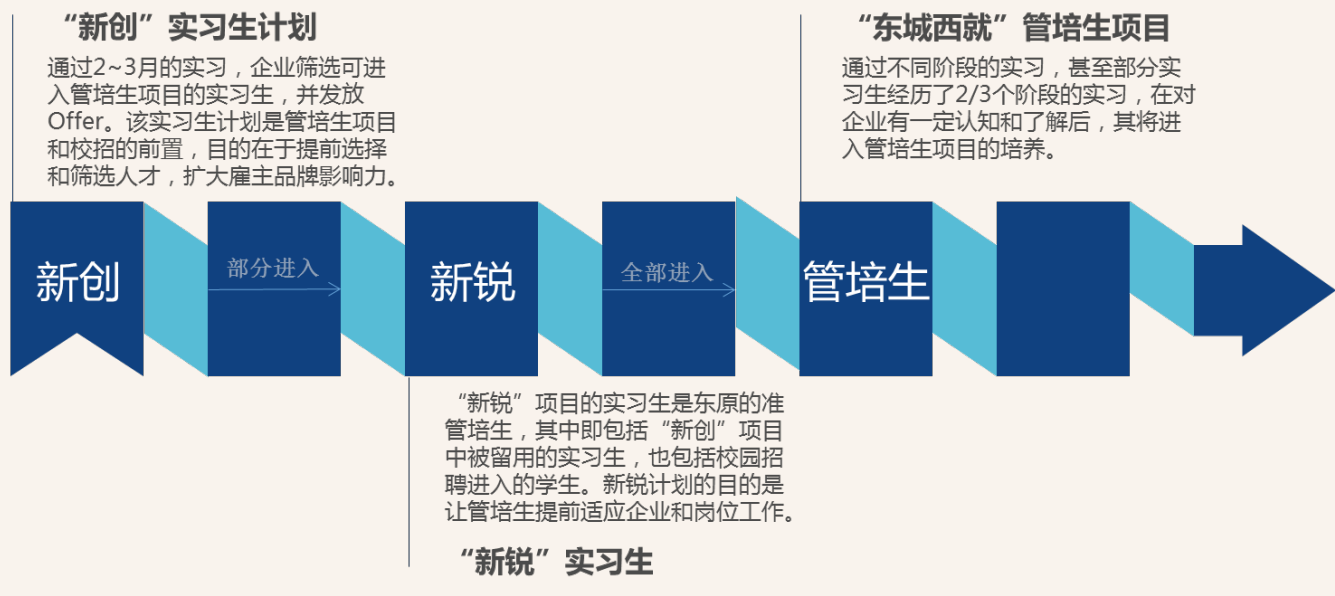 “新创”实习生计划
通过2~3月的实习，企业筛选可进
入管培生项目的实习生，并发放
Offer。该实习生计划是管培生项目
和校招的前置，目的在于提前选择
和筛选人才，扩大雇主品牌影响力。
“东城西就”管培生项目
通过不同阶段的实习，甚至部分实
习生经历了2/3个阶段的实习，在对
企业有一定认知和了解后，其将进
入管培生项目的培养。
新创
部分进入
新锐
全部进入
管培生
“新锐”项目的实习生是东原的准
管培生，其中即包括“新创”项目
中被留用的实习生，也包括校园招
聘进入的学生。新锐计划的目的是
让管培生提前适应企业和岗位工作。
“新锐”实习生